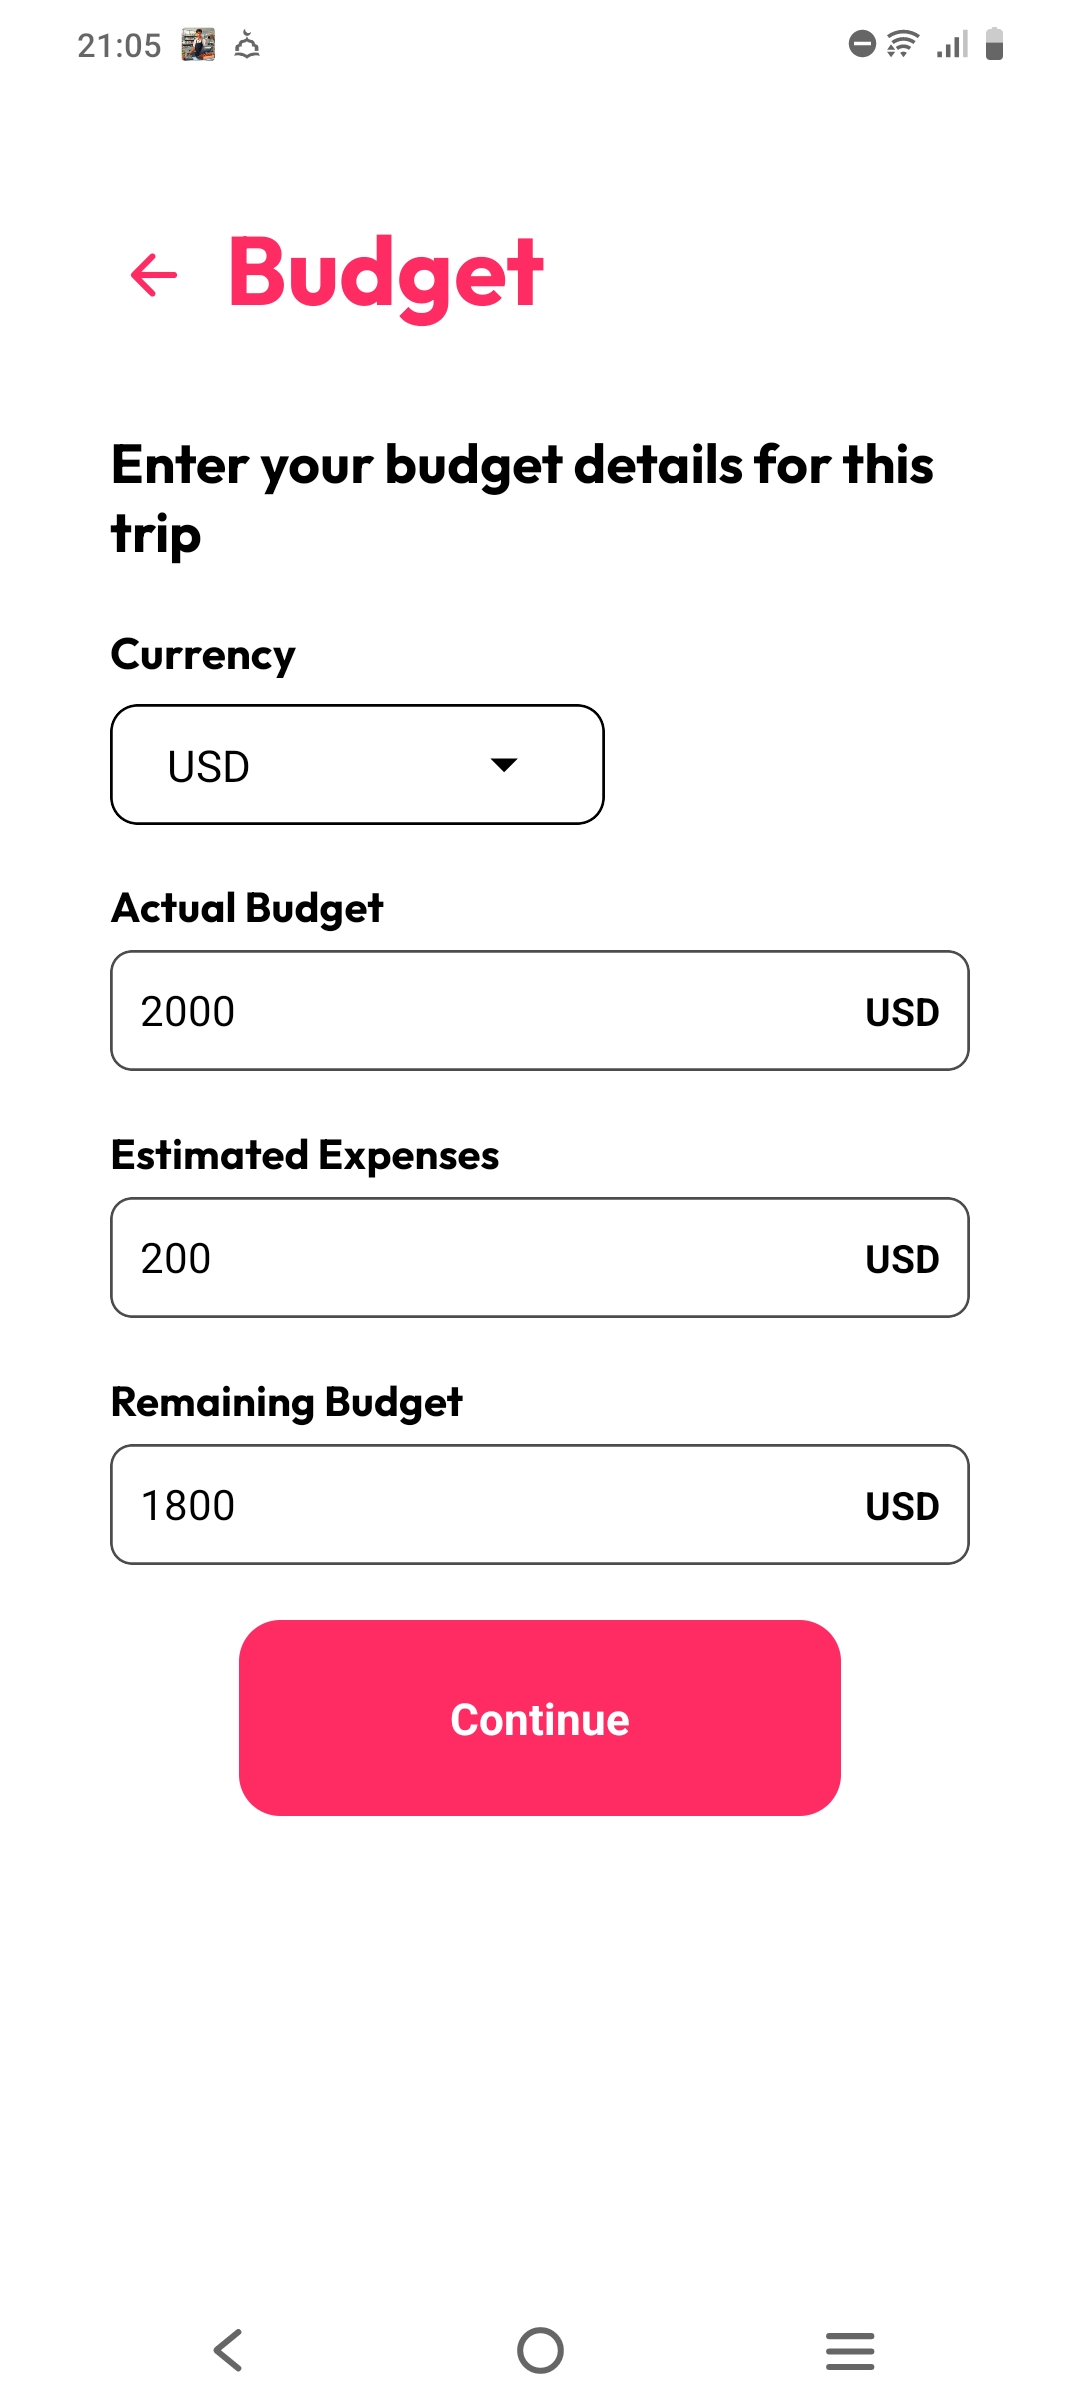 21:05
Budget
Enter your budget details for this
trip
Currency
USD
Actual Budget
2000 USD
Estimated Expenses
200 USD
Remaining Budget
1800 USD
Continue